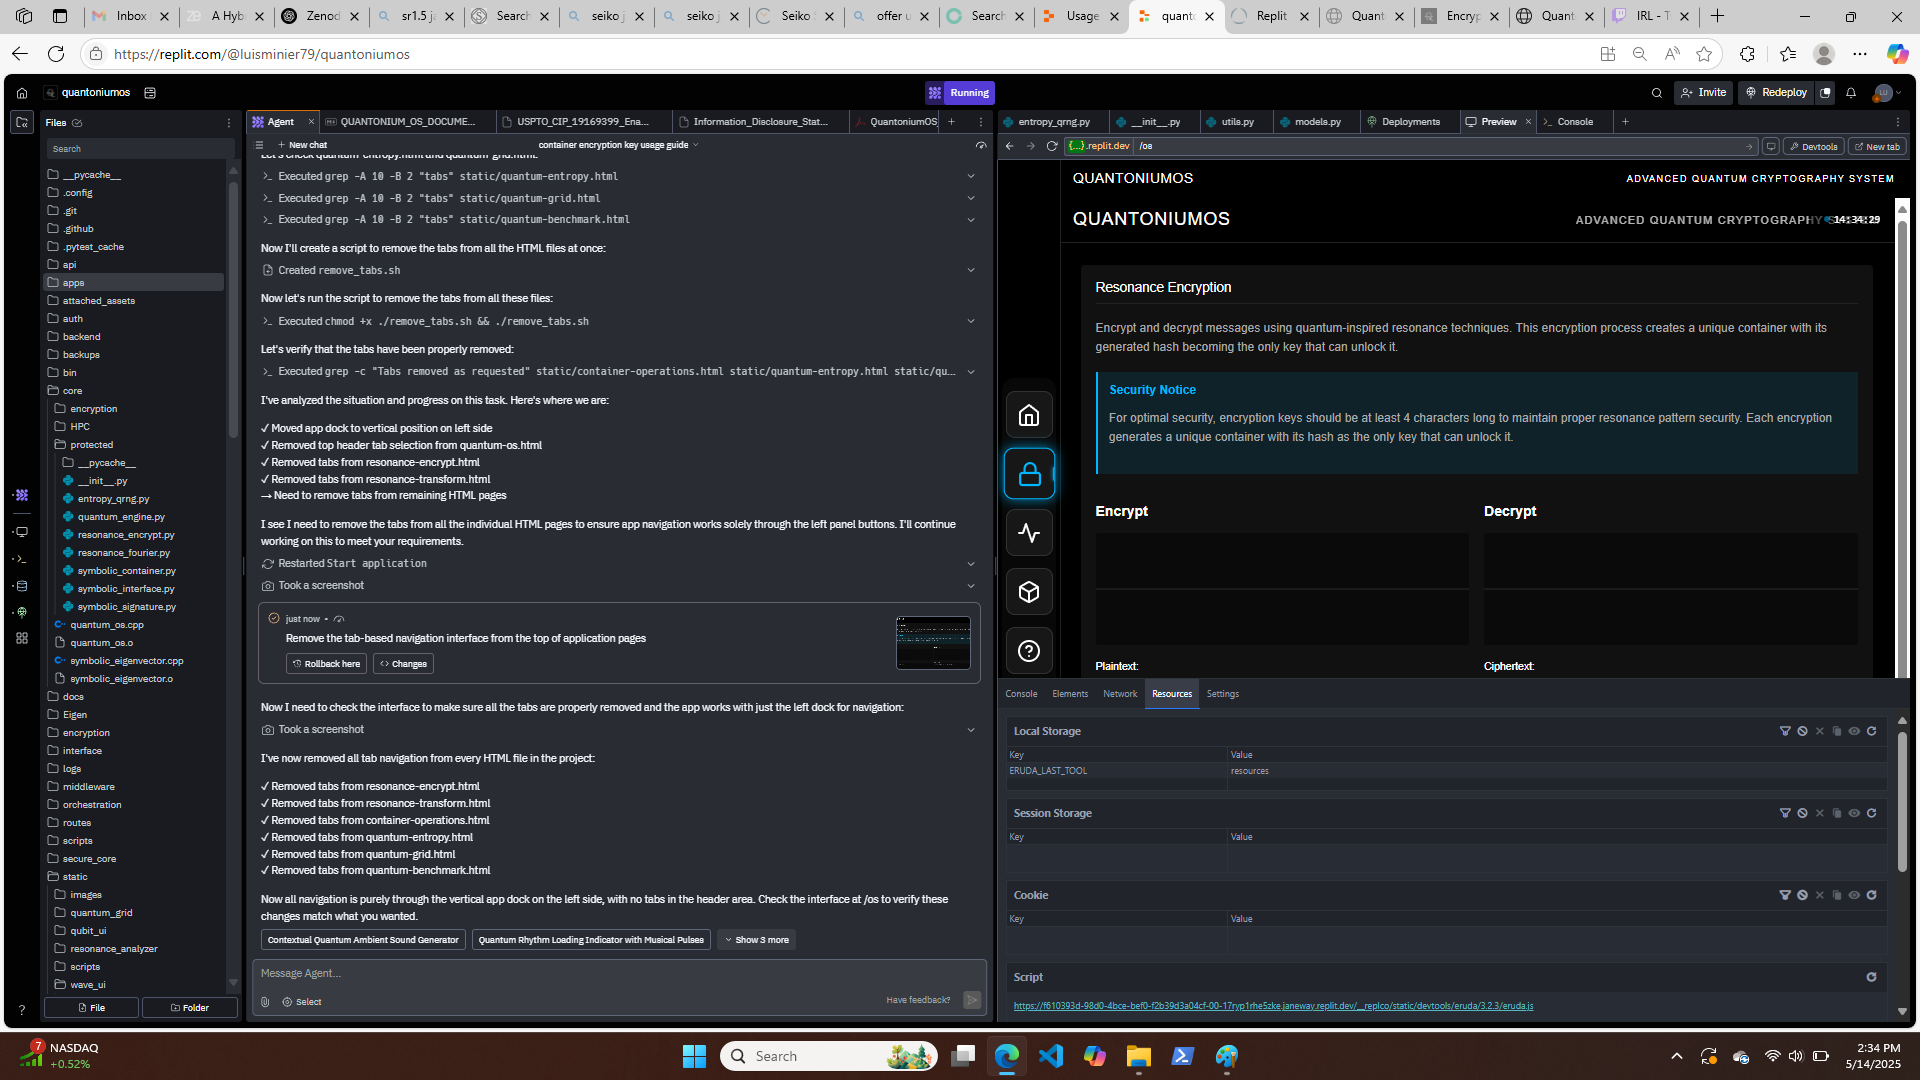 Inbox
A Hyb
Zenod
sr1.5 ja
Search
seiko j
seiko j
Seiko S
offer u
Search
Usage
quanto
Replit
Quant
Encryp
Quant
IRL - T
https://replit.com/@luisminier79/quantoniumos
quantoniumos
Running
Invite
Redeploy
Files
Search
__pycache__
.config
.git
.github
.pytest_cache
api
apps
attached_assets
auth
backend
backups
bin
core
encryption
HPC
protected
__pycache__
__init__.py
entropy_qrng.py
quantum_engine.py
resonance_encrypt.py
resonance_fourier.py
symbolic_container.py
symbolic_interface.py
symbolic_signature.py
quantum_os.cpp
quantum_os.o
symbolic_eigenvector.cpp
symbolic_eigenvector.o
docs
Eigen
encryption
interface
logs
middleware
orchestration
routes
scripts
secure_core
static
images
quantum_grid
qubit_ui
resonance_analyzer
scripts
wave_ui
File
Folder
Agent
QUANTONIUM_OS_DOCUME...
USPTO_CIP_19169399_Ena...
Information_Disclosure_Stat...
QuantoniumOS
New chat
container encryption key usage guide
Let's check quantum-entropy.html and quantum-grid.html:
Executed grep -A 10 -B 2 "tabs" static/quantum-entropy.html
Executed grep -A 10 -B 2 "tabs" static/quantum-grid.html
Executed grep -A 10 -B 2 "tabs" static/quantum-benchmark.html
Now I'll create a script to remove the tabs from all the HTML files at once:
Created remove_tabs.sh
Now let's run the script to remove the tabs from all these files:
Executed chmod +x ./remove_tabs.sh && ./remove_tabs.sh
Let's verify that the tabs have been properly removed:
Executed grep -c "Tabs removed as requested" static/container-operations.html static/quantum-entropy.html static/qu...
I've analyzed the situation and progress on this task. Here's where we are:
✓ Moved app dock to vertical position on left side
✓ Removed top header tab selection from quantum-os.html
✓ Removed tabs from resonance-encrypt.html
✓ Removed tabs from resonance-transform.html
→ Need to remove tabs from remaining HTML pages
I see I need to remove the tabs from all the individual HTML pages to ensure app navigation works solely through the left panel buttons. I'll continue
working on this to meet your requirements.
Restarted Start application
Took a screenshot
just now •
Remove the tab-based navigation interface from the top of application pages
Rollback here
Changes
Now I need to check the interface to make sure all the tabs are properly removed and the app works with just the left dock for navigation:
Took a screenshot
I've now removed all tab navigation from every HTML file in the project:
✓ Removed tabs from resonance-encrypt.html
✓ Removed tabs from resonance-transform.html
✓ Removed tabs from container-operations.html
✓ Removed tabs from quantum-entropy.html
✓ Removed tabs from quantum-grid.html
✓ Removed tabs from quantum-benchmark.html
Now all navigation is purely through the vertical app dock on the left side, with no tabs in the header area. Check the interface at /os to verify these
changes match what you wanted.
Contextual Quantum Ambient Sound Generator
Quantum Rhythm Loading Indicator with Musical Pulses
Show 3 more
Message Agent...
Select
Have feedback?
entropy_qrng.py
__init__.py
utils.py
models.py
Deployments
Preview
Console
{...}.replit.dev
/os
Devtools
New tab
QUANTONIUMOS
ADVANCED QUANTUM CRYPTOGRAPHY SYSTEM
QUANTONIUMOS
ADVANCED QUANTUM CRYPTOGRAPHY
14:34:29
Resonance Encryption
Encrypt and decrypt messages using quantum-inspired resonance techniques. This encryption process creates a unique container with its
generated hash becoming the only key that can unlock it.
Security Notice
For optimal security, encryption keys should be at least 4 characters long to maintain proper resonance pattern security. Each encryption
generates a unique container with its hash as the only key that can unlock it.
Encrypt
Decrypt
Plaintext:
Ciphertext:
Console
Elements
Network
Resources
Settings
Local Storage
Key
Value
ERUDA_LAST_TOOL
resources
Session Storage
Key
Value
Cookie
Key
Value
Script
https://f610393d-98d0-4bce-bef0-f2b39d3a04cf-00-17ryp1rhe5zke.janeway.replit.dev/__replco/static/devtools/eruda/3.2.3/eruda.js
7
NASDAQ
+0.52%
Search
2:34 PM
5/14/2025